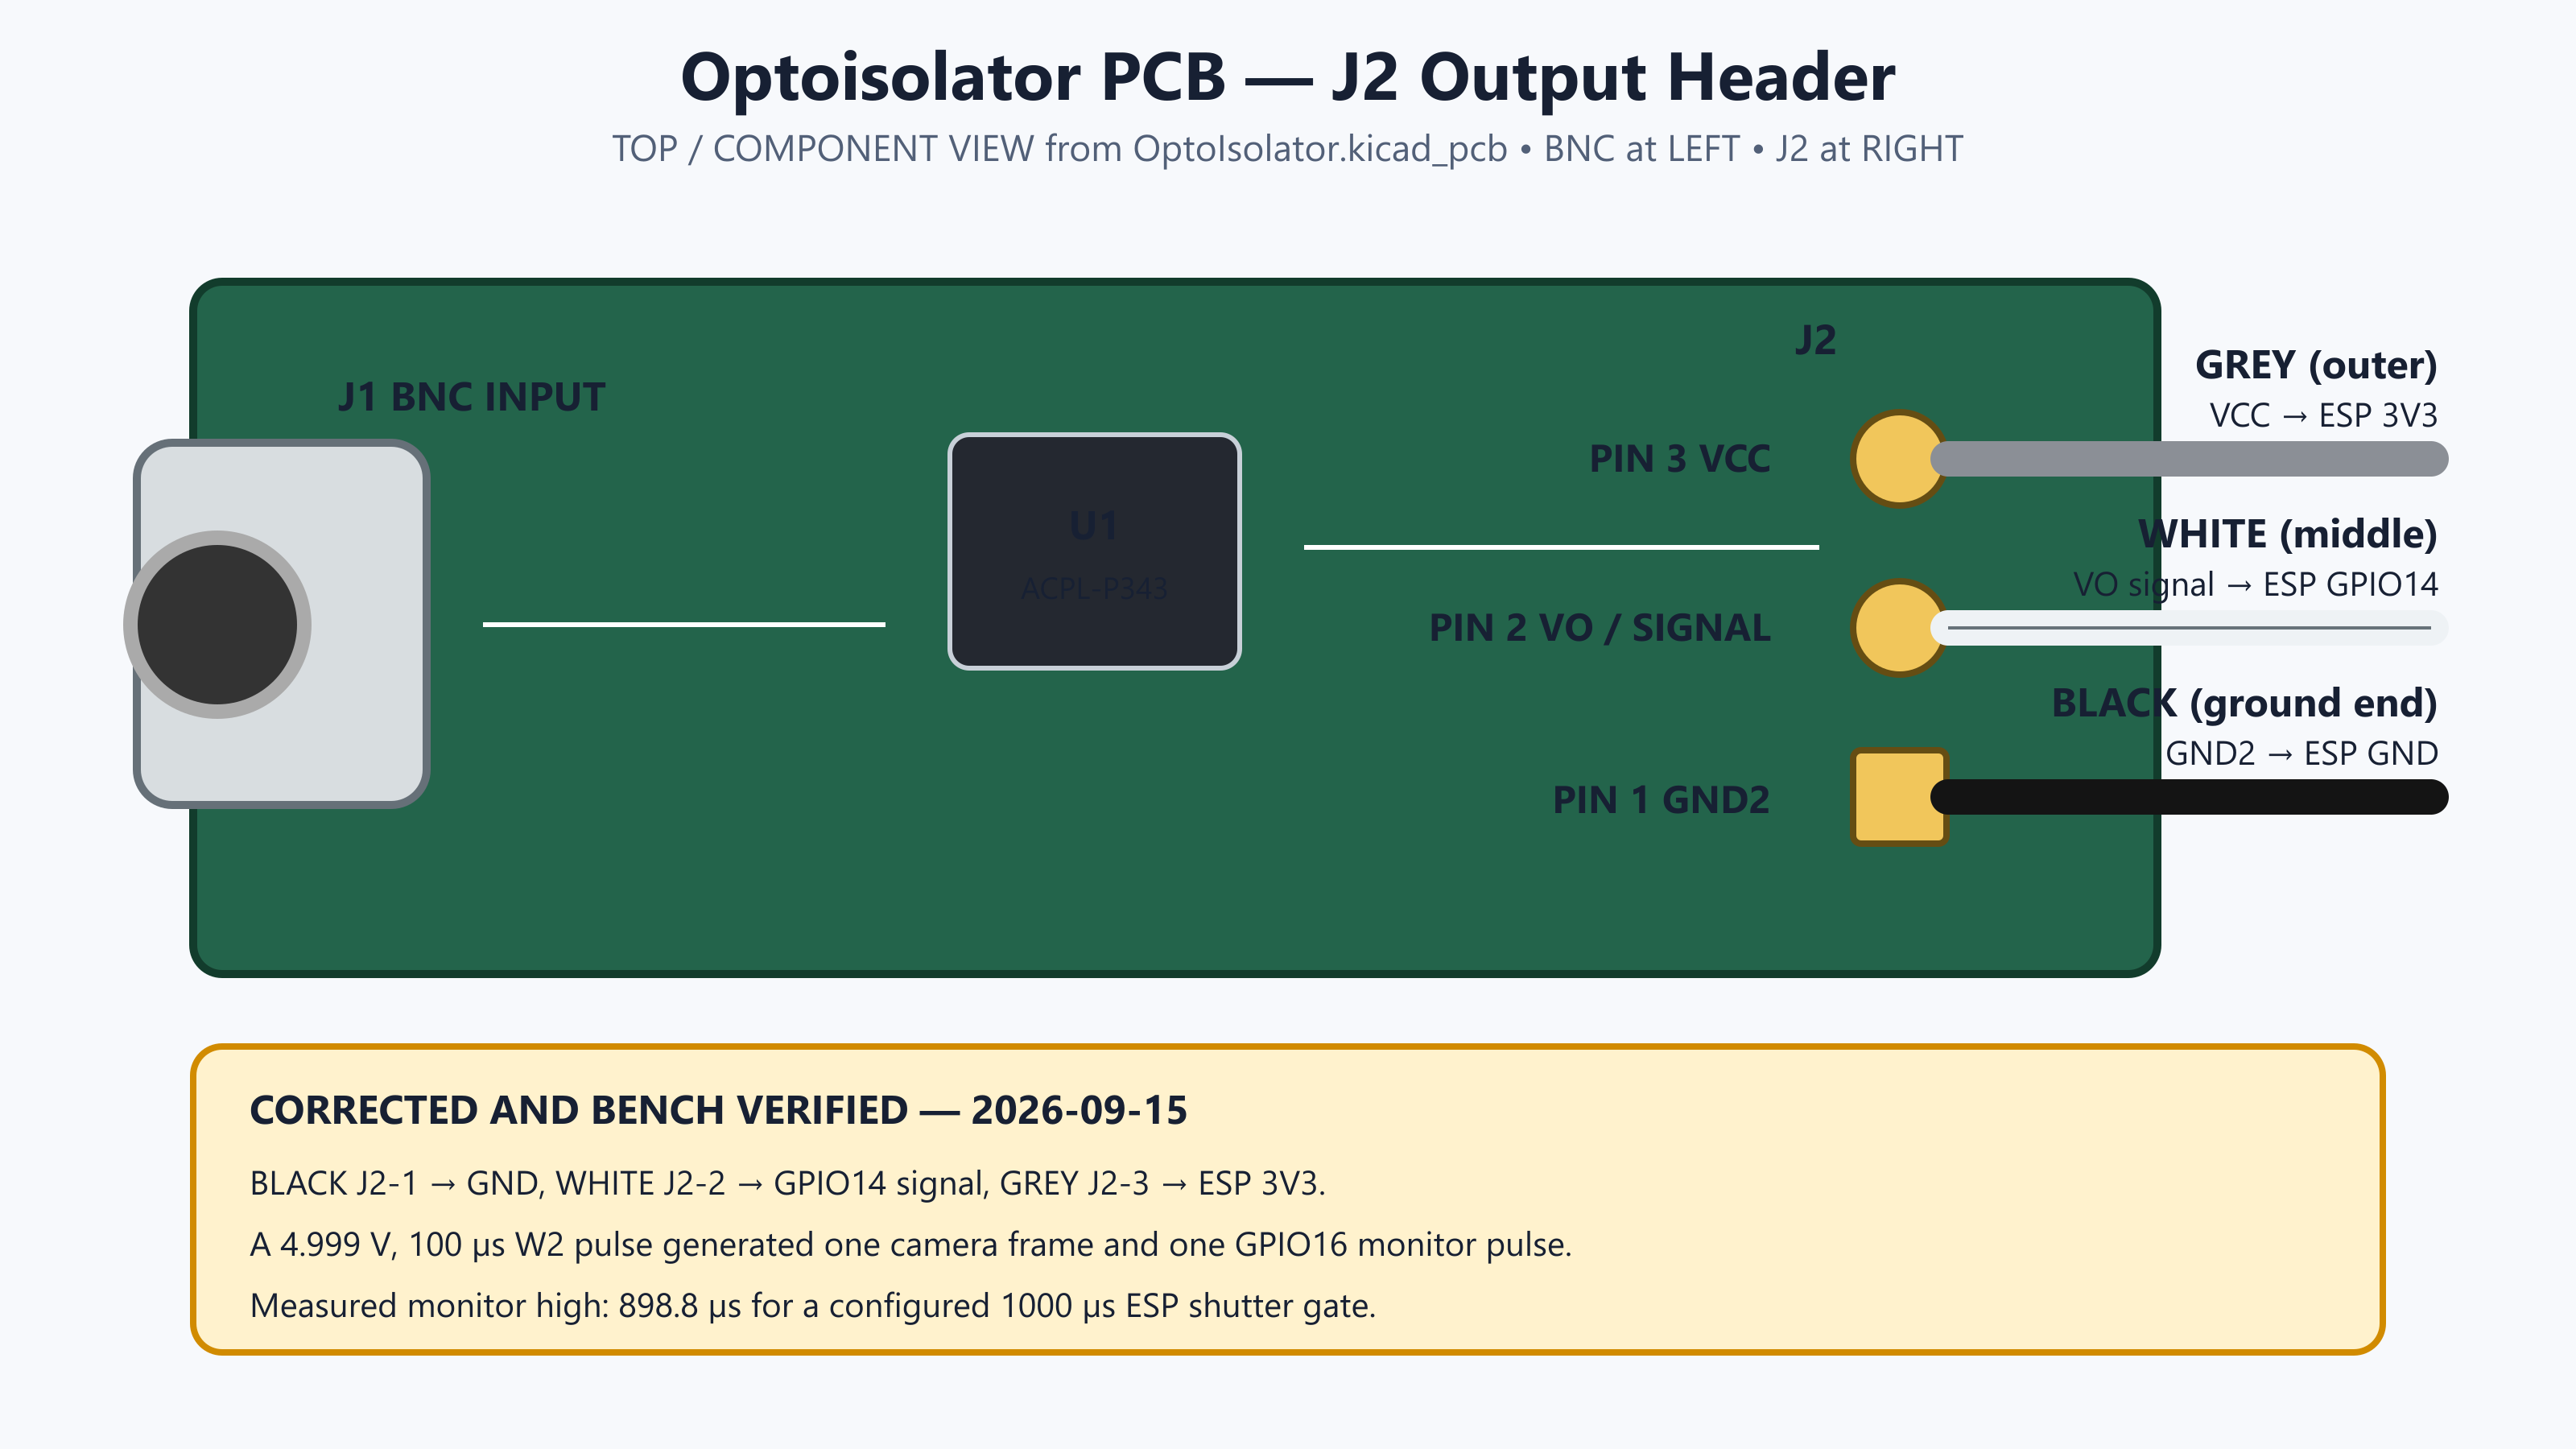 Optoisolator PCB — J2 Output Header
TOP / COMPONENT VIEW from OptoIsolator.kicad_pcb • BNC at LEFT • J2 at RIGHT
J2
J1 BNC INPUT
GREY (outer)
VCC → ESP 3V3
PIN 3 VCC
U1
ACPL-P343
WHITE (middle)
VO signal → ESP GPIO14
PIN 2 VO / SIGNAL
BLACK (ground end)
GND2 → ESP GND
PIN 1 GND2
CORRECTED AND BENCH VERIFIED — 2026-09-15
BLACK J2-1 → GND, WHITE J2-2 → GPIO14 signal, GREY J2-3 → ESP 3V3.
A 4.999 V, 100 µs W2 pulse generated one camera frame and one GPIO16 monitor pulse.
Measured monitor high: 898.8 µs for a configured 1000 µs ESP shutter gate.